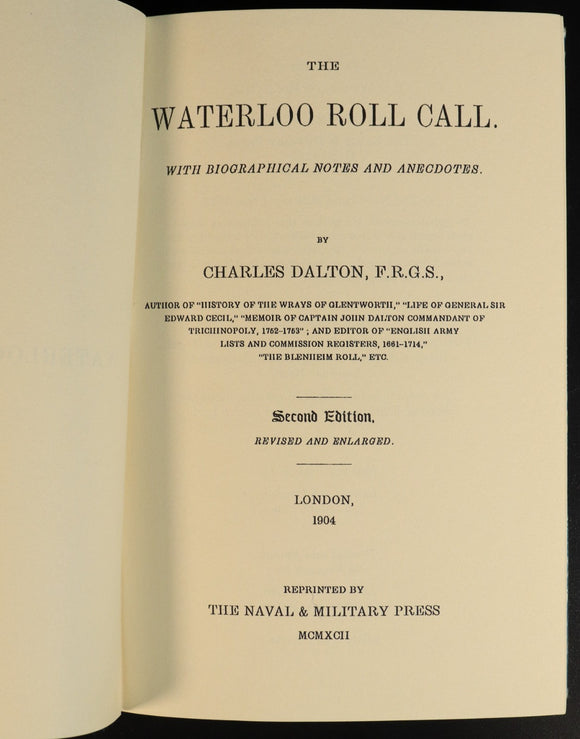 THE
WATERLOO ROLL CALL.
WITH BIOGRAPHICAL NOTES AND ANECDOTES.
BY
CHARLES DALTON, F.R.G.S.,
AUTHOR OF "HISTORY OF THE WRAYS OF GLENTWORTH," "LIFE OF GENERAL SIR
EDWARD CECIL," "MEMOIR OF CAPTAIN JOHN DALTON COMMANDANT OF
TRICHINOPOLY, 1752-1753" ; AND EDITOR OF "ENGLISH ARMY
LISTS AND COMMISSION REGISTERS, 1661-1714,"
"THE BLENHEIM ROLL," ETC.
Second Edition,
REVISED AND ENLARGED.
LONDON,
1904
REPRINTED BY
THE NAVAL & MILITARY PRESS
MCMXCII